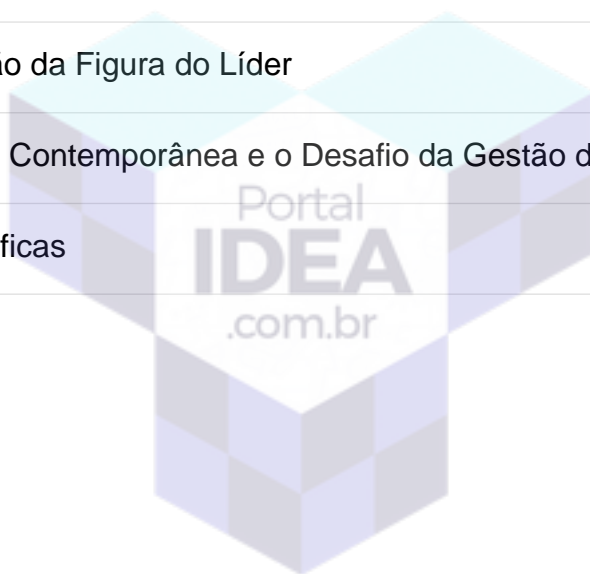 ão da Figura do Líder
Contemporânea e o Desafio da Gestão d
Portal
IDEA
.com.br
ficas